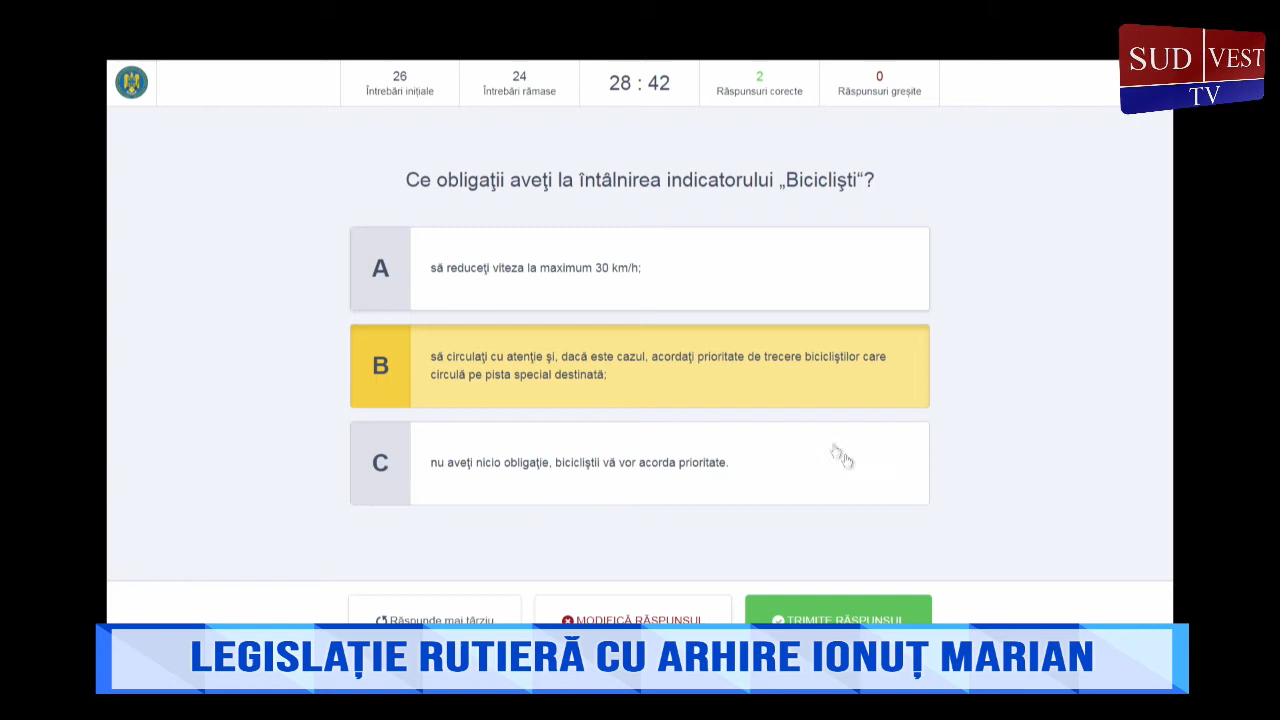 SUD VEST
TV
26
Întrebări inițiale
24
Întrebări rămase
28 : 42
2
Răspunsuri corecte
0
Răspunsuri greșite
Ce obligaţii aveţi la întâlnirea indicatorului „Biciclişti“?
A
să reduceţi viteza la maximum 30 km/h;
B
să circulaţi cu atenţie şi, dacă este cazul, acordaţi prioritate de trecere bicicliştilor care
circulă pe pista special destinată;
C
nu aveţi nicio obligaţie, bicicliştii vă vor acorda prioritate.
Răspunde mai târziu
MODIFICĂ RĂSPUNSUL
TRIMITE RĂSPUNSUL
LEGISLAȚIE RUTIERĂ CU ARHIRE IONUȚ MARIAN